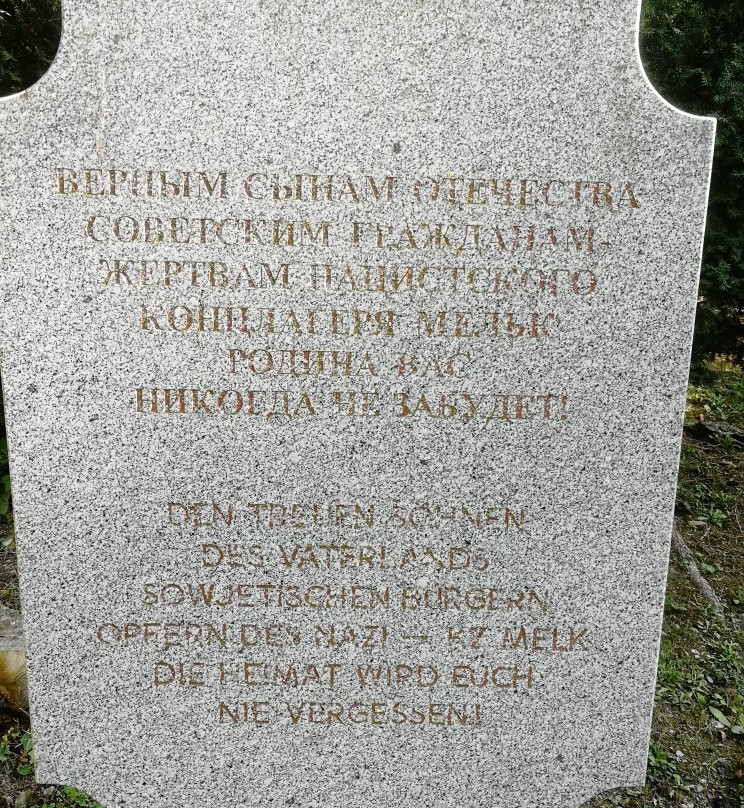 ВЕРНЫМ СЫНАМ ОТЕЧЕСТВА
СОВЕТСКИМ ГРАЖДАНАМ-
ЖЕРТВАМ НАЦИСТСКОГО
КОНЦЛАГЕРЯ МЕЛЬК
РОДИНА ВАС
НИКОГДА НЕ ЗАБУДЕТ!
DEN TREUEN SÖHNEN
DES VATERLANDS
SOWJETISCHEN BÜRGERN
OPFERN DES NAZI — KZ MELK
DIE HEIMAT WIRD EUCH
NIE VERGESSEN!